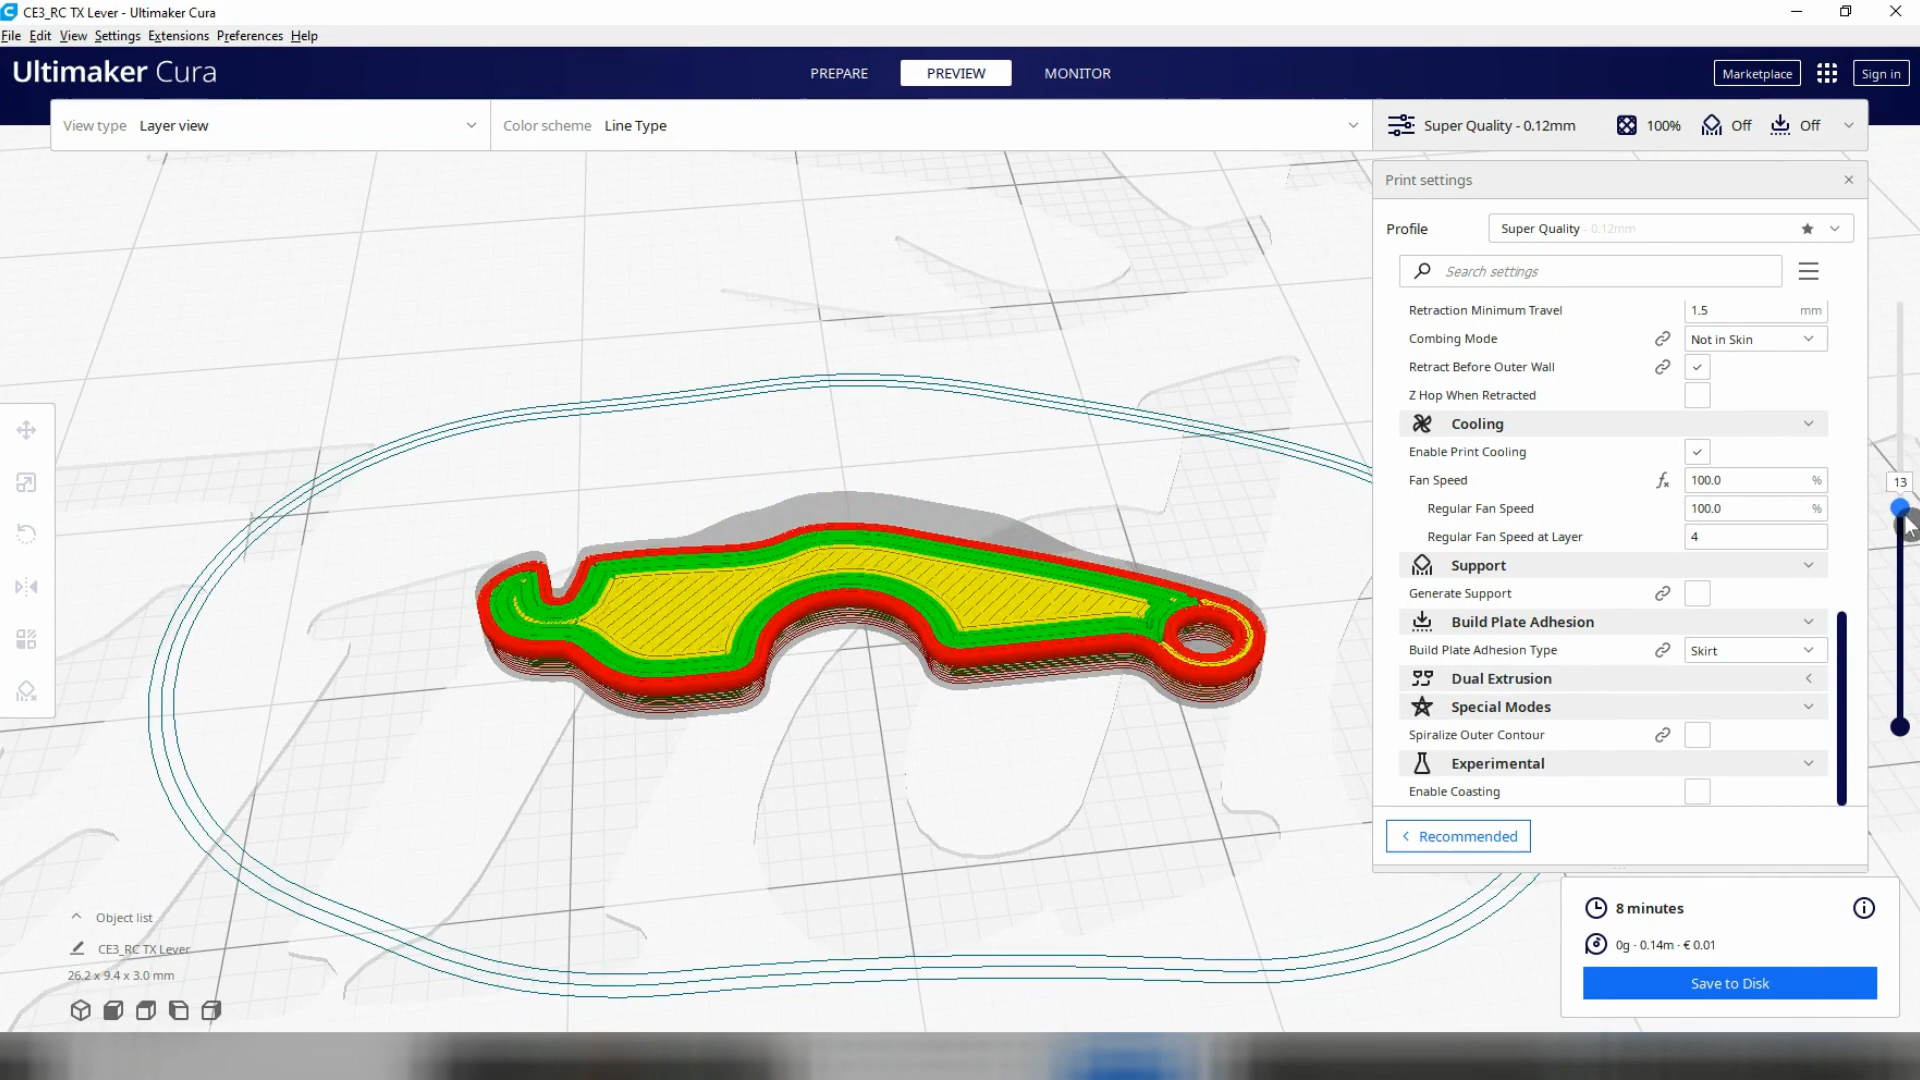 CE3_RC TX Lever - Ultimaker Cura
File Edit View Settings Extensions Preferences Help
Ultimaker Cura
PREPARE PREVIEW MONITOR
Marketplace Sign in
View type Layer view
Color scheme Line Type
Super Quality - 0.12mm 100% Off Off
Print settings
Profile Super Quality - 0.12mm
Search settings
Retraction Minimum Travel 1.5 mm
Combing Mode Not in Skin
Retract Before Outer Wall
Z Hop When Retracted
Cooling
Enable Print Cooling
Fan Speed 100.0 %
Regular Fan Speed 100.0 %
Regular Fan Speed at Layer 4
Support
Generate Support
Build Plate Adhesion
Build Plate Adhesion Type Skirt
Dual Extrusion
Special Modes
Spiralize Outer Contour
Experimental
Enable Coasting
Recommended
13
8 minutes
0g · 0.14m · € 0.01
Save to Disk
Object list
CE3_RC TX Lever
26.2 x 9.4 x 3.0 mm